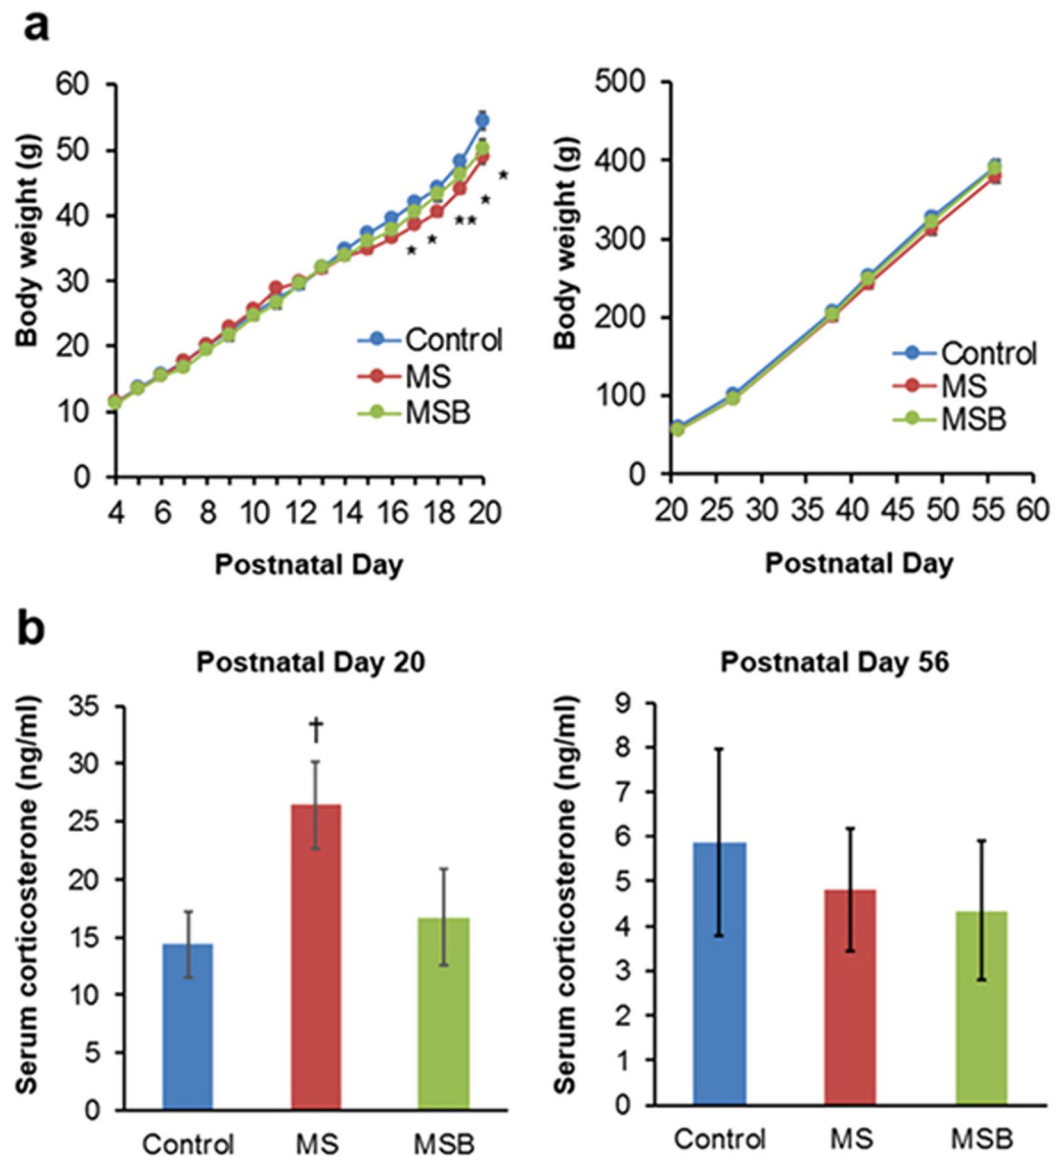 a
Body weight (g)
60
50
40
30
20
10
0
*
*
**
*
*
Control
MS
MSB
4 6 8 10 12 14 16 18 20
Postnatal Day
Body weight (g)
500
400
300
200
100
0
Control
MS
MSB
20 25 30 35 40 45 50 55 60
Postnatal Day
b
Postnatal Day 20
Serum corticosterone (ng/ml)
35
30
25
20
15
10
5
0
†
Control MS MSB
Postnatal Day 56
Serum corticosterone (ng/ml)
9
8
7
6
5
4
3
2
1
0
Control MS MSB